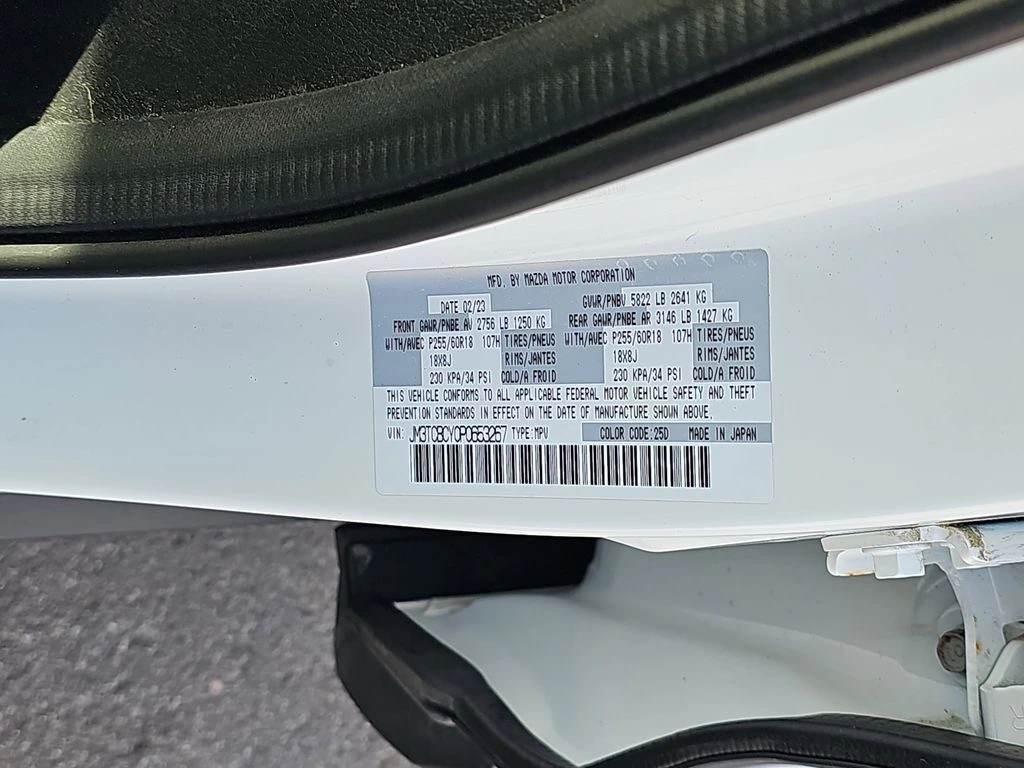 MFD. BY MAZDA MOTOR CORPORATION
DATE 02/23 GVWR/PNBV 5822 LB 2641 KG
FRONT GAWR/PNBE AV 2756 LB 1250 KG REAR GAWR/PNBE AR 3146 LB 1427 KG
WITH/AVEC P255/60R18 107H TIRES/PNEUS WITH/AVEC P255/60R18 107H TIRES/PNEUS
18X8J RIMS/JANTES 18X8J RIMS/JANTES
230 KPA/34 PSI COLD/A FROID 230 KPA/34 PSI COLD/A FROID
THIS VEHICLE CONFORMS TO ALL APPLICABLE FEDERAL MOTOR VEHICLE SAFETY AND THEFT
PREVENTION STANDARDS IN EFFECT ON THE DATE OF MANUFACTURE SHOWN ABOVE.
VIN: JM3TCBCY0P0653267 TYPE:MPV COLOR CODE:25D MADE IN JAPAN